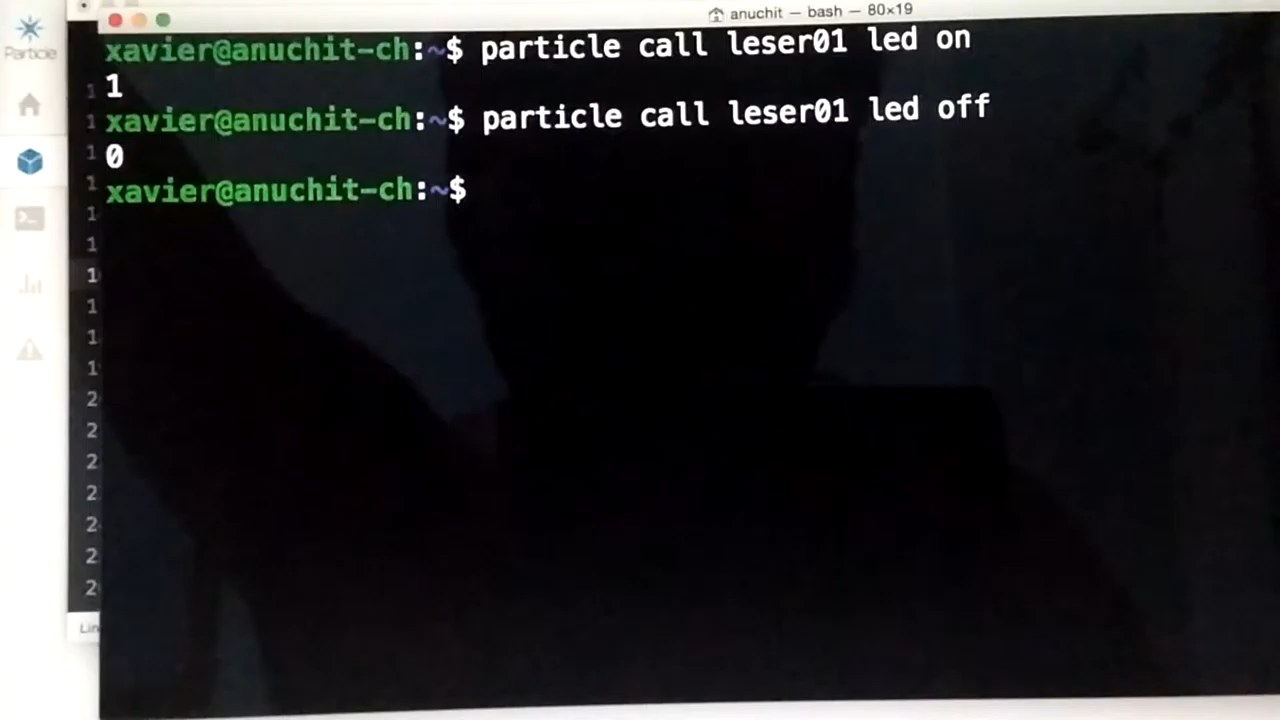 anuchit — bash — 80×19
Particle
xavier@anuchit-ch:~$ particle call leser01 led on
1
xavier@anuchit-ch:~$ particle call leser01 led off
0
xavier@anuchit-ch:~$